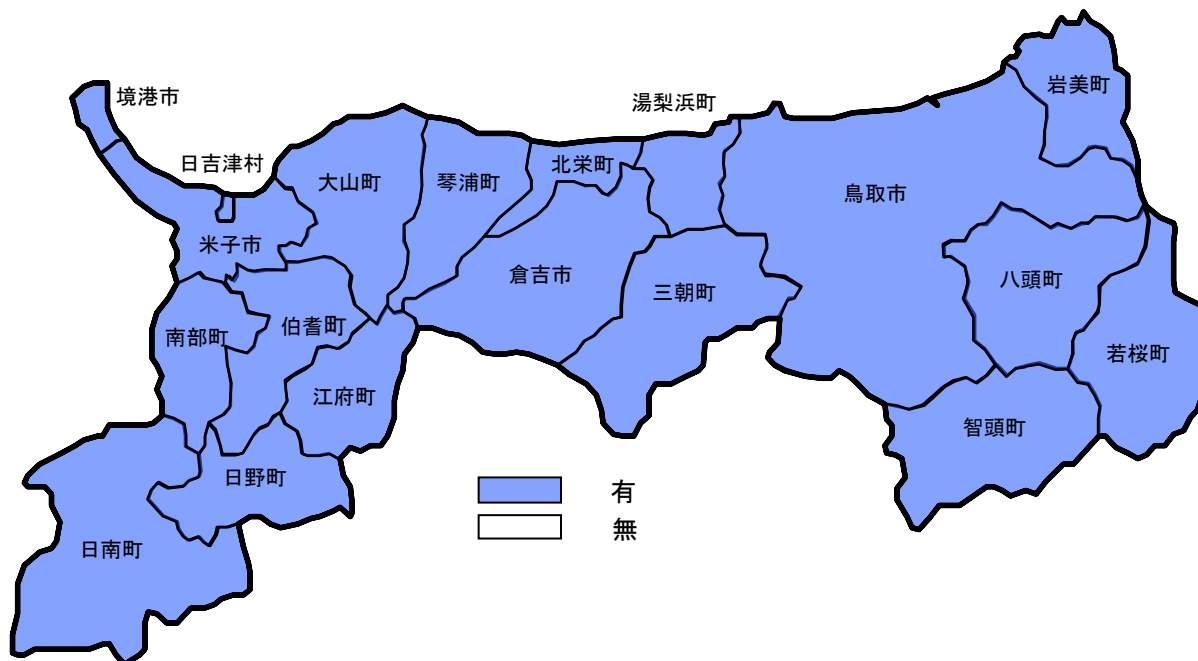 岩美町
境港市
湯梨浜町
日吉津村
北栄町
大山町
琴浦町
鳥取市
米子市
倉吉市
三朝町
八頭町
伯耆町
南部町
若桜町
江府町
智頭町
日野町
有
無
日南町